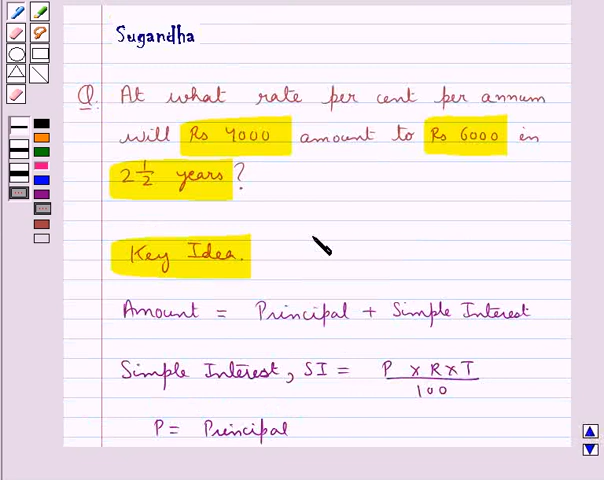 Sugandha
Q. At what rate per cent per annum
will Rs 4000 amount to Rs 6000 in
2 1/2 years?
Key Idea.
Amount = Principal + Simple Interest
Simple Interest, SI = P x R x T
100
P = Principal